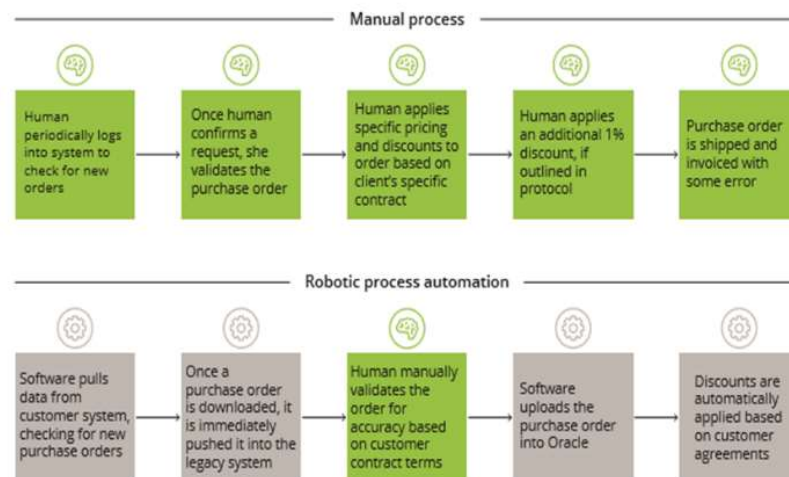 Manual process
Human
periodically logs
into system to
check for new
orders
Once human
confirms a
request, she
validates the
purchase order
Human applies
specific pricing
and discounts to
order based on
client's specific
contract
Human applies
an additional 1%
discount, if
outlined in
protocol
Purchase order
is shipped and
invoiced with
some error
Robotic process automation
Software pulls
data from
customer system,
checking for new
purchase orders
Once a
purchase order
is downloaded, it
is immediately
pushed it into the
legacy system
Human manually
validates the
order for
accuracy based
on customer
contract terms
Software
uploads the
purchase order
into Oracle
Discounts are
automatically
applied based
on customer
agreements